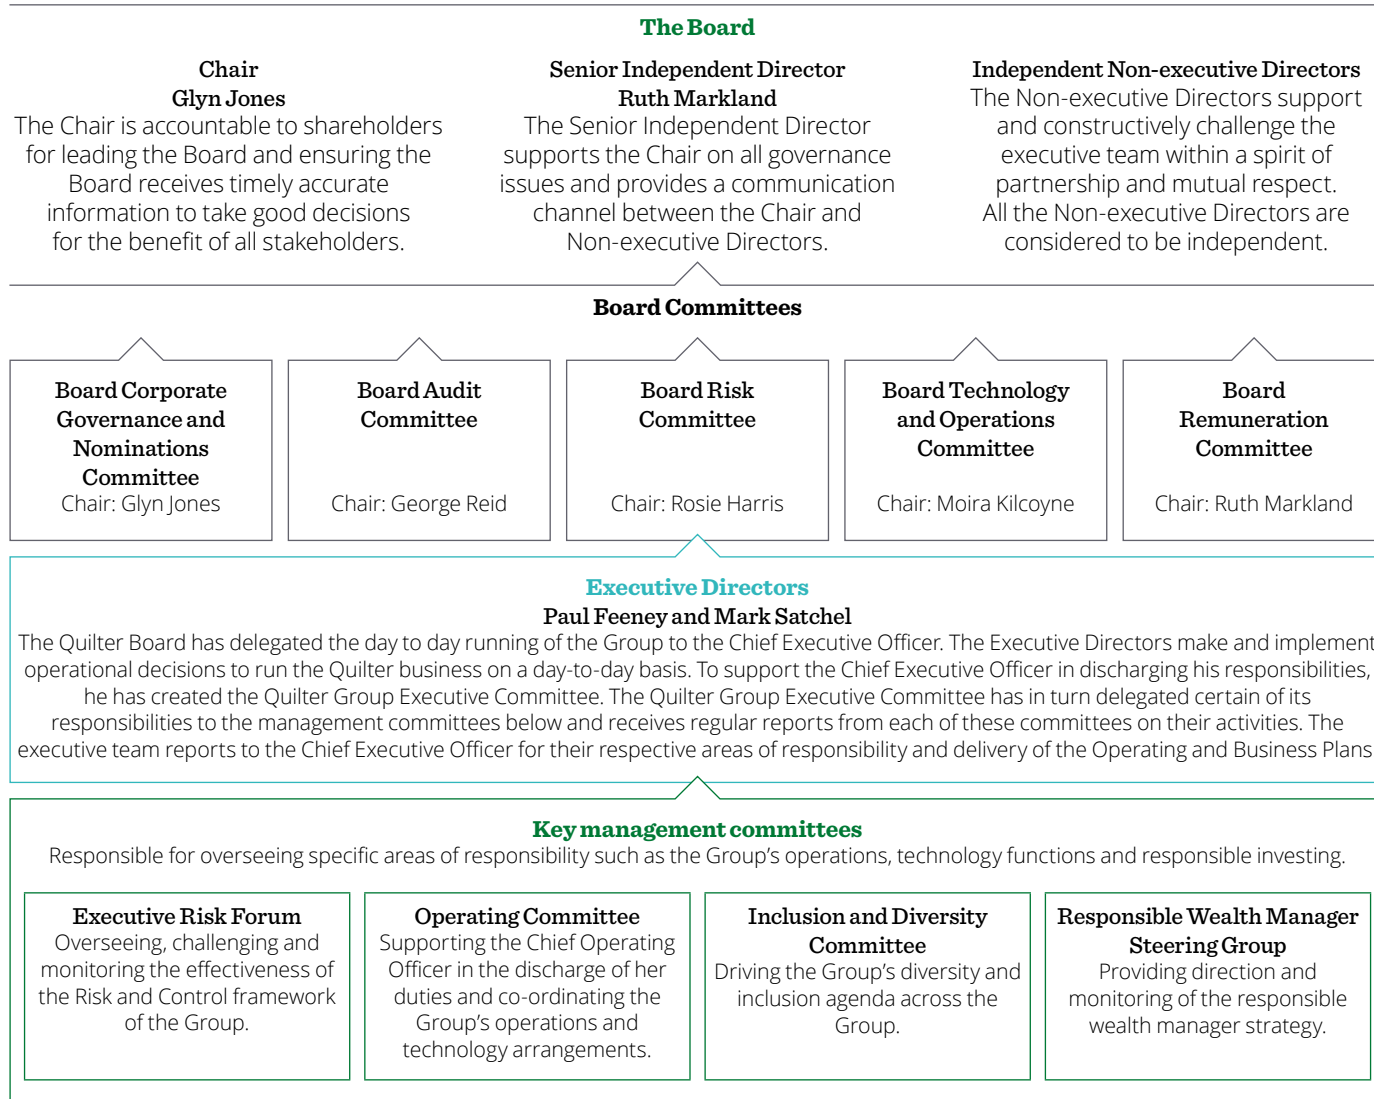 The Board
Chair
Glyn Jones
The Chair is accountable to shareholders
for leading the Board and ensuring the
Board receives timely accurate
information to take good decisions
for the benefit of all stakeholders.
Senior Independent Director
Ruth Markland
The Senior Independent Director
supports the Chair on all governance
issues and provides a communication
channel between the Chair and
Non-executive Directors.
Independent Non-executive Directors
The Non-executive Directors support
and constructively challenge the
executive team within a spirit of
partnership and mutual respect.
All the Non-executive Directors are
considered to be independent.
Board Committees
Board Corporate
Governance and
Nominations
Committee
Chair: Glyn Jones
Board Audit
Committee
Chair: George Reid
Board Risk
Committee
Chair: Rosie Harris
Board Technology
and Operations
Committee
Chair: Moira Kilcoyne
Board
Remuneration
Committee
Chair: Ruth Markland
Executive Directors
Paul Feeney and Mark Satchel
The Quilter Board has delegated the day to day running of the Group to the Chief Executive Officer. The Executive Directors make and implement
operational decisions to run the Quilter business on a day-to-day basis. To support the Chief Executive Officer in discharging his responsibilities,
he has created the Quilter Group Executive Committee. The Quilter Group Executive Committee has in turn delegated certain of its
responsibilities to the management committees below and receives regular reports from each of these committees on their activities. The
executive team reports to the Chief Executive Officer for their respective areas of responsibility and delivery of the Operating and Business Plans
Key management committees
Responsible for overseeing specific areas of responsibility such as the Group's operations, technology functions and responsible investing.
Executive Risk Forum
Overseeing, challenging and
monitoring the effectiveness of
the Risk and Control framework
of the Group.
Operating Committee
Supporting the Chief Operating
Officer in the discharge of her
duties and co-ordinating the
Group's operations and
technology arrangements.
Inclusion and Diversity
Committee
Driving the Group's diversity and
inclusion agenda across the
Group.
Responsible Wealth Manager
Steering Group
Providing direction and
monitoring of the responsible
wealth manager strategy.